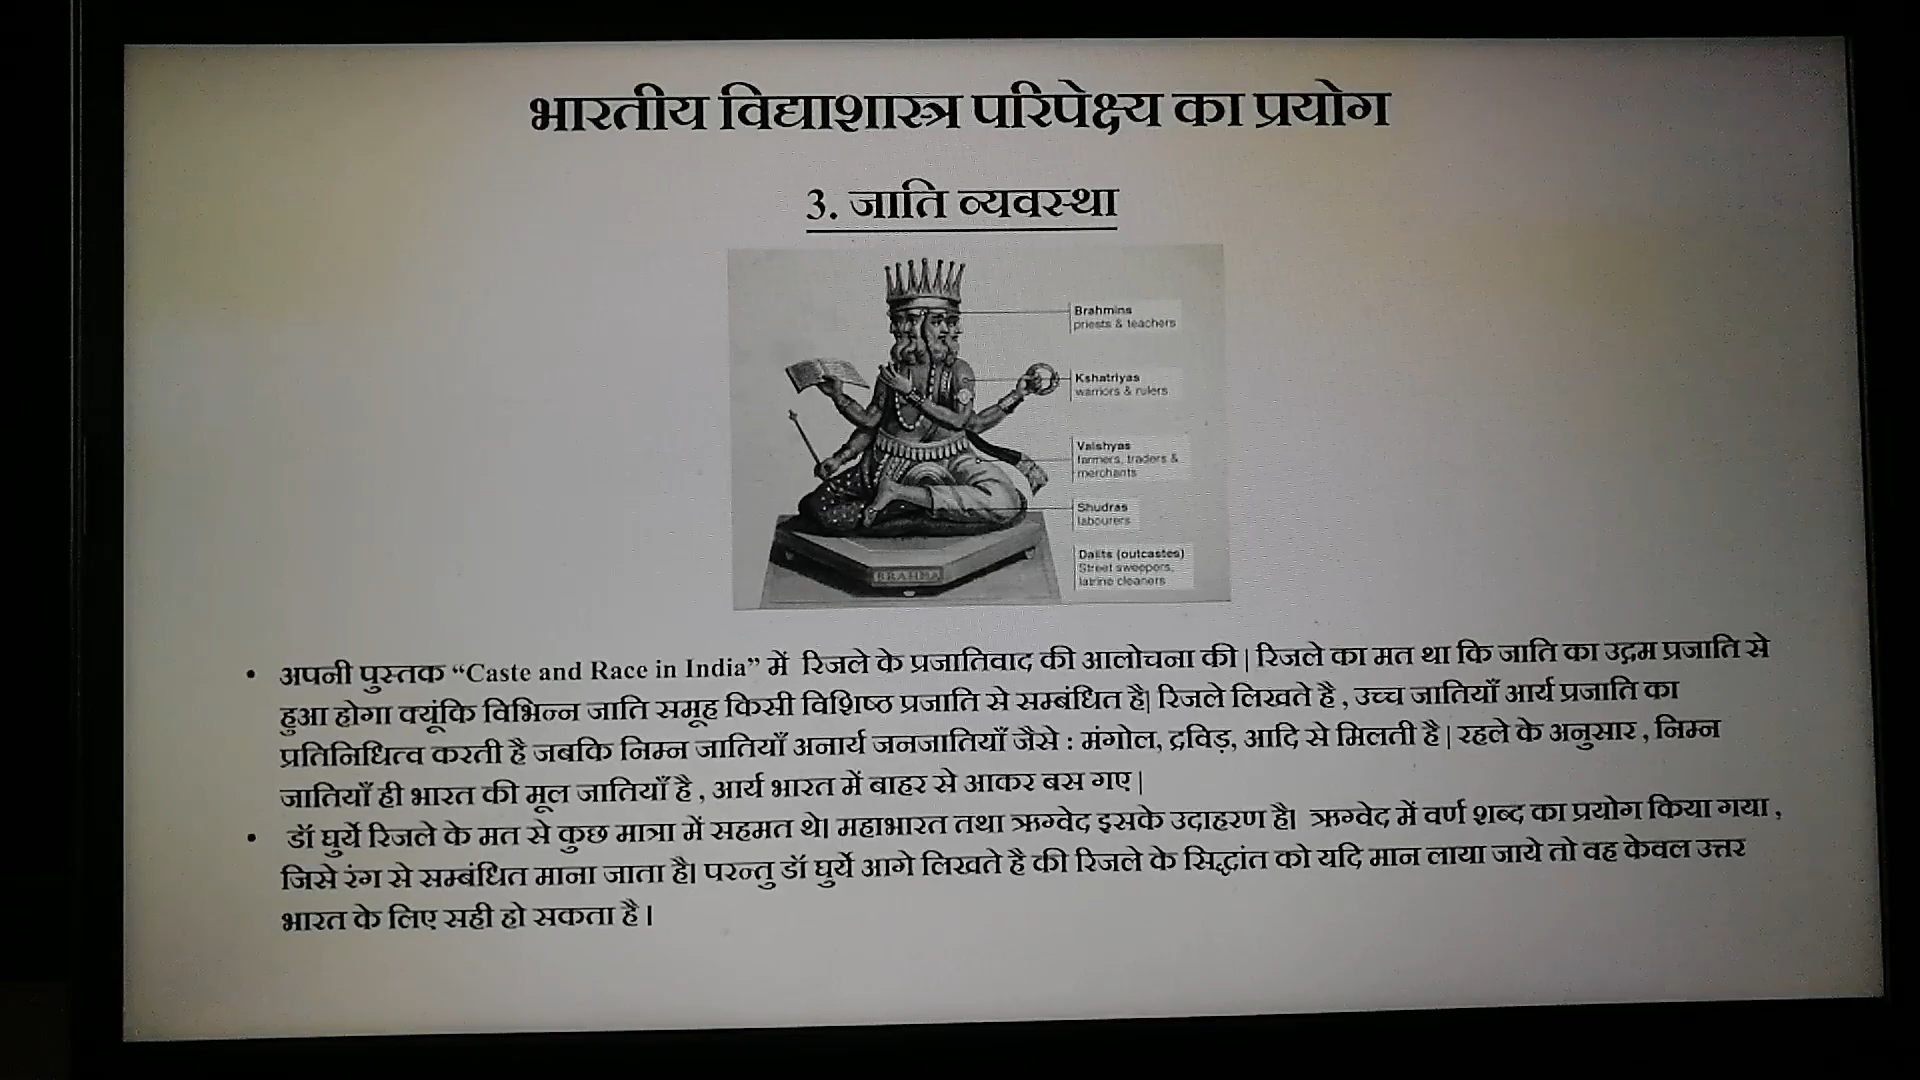 भारतीय विद्याशास्त्र परिपेक्ष्य का प्रयोग
3. जाति व्यवस्था
Brahmins
priests & teachers
Kshatriyas
warriors & rulers
Vaishyas
farmers, traders &
merchants
Shudras
labourers
Dalits (outcastes)
Street sweepers,
latrine cleaners
BRAHMA
• अपनी पुस्तक “Caste and Race in India” में रिजले के प्रजातिवाद की आलोचना की | रिजले का मत था कि जाति का उद्गम प्रजाति से
हुआ होगा क्यूंकि विभिन्न जाति समूह किसी विशिष्ठ प्रजाति से सम्बंधित है| रिजले लिखते है , उच्च जातियाँ आर्य प्रजाति का
प्रतिनिधित्व करती है जबकि निम्न जातियाँ अनार्य जनजातियाँ जैसे : मंगोल, द्रविड़, आदि से मिलती है | रहले के अनुसार , निम्न
जातियाँ ही भारत की मूल जातियाँ है , आर्य भारत में बाहर से आकर बस गए |
• डॉ घुर्ये रिजले के मत से कुछ मात्रा में सहमत थे| महाभारत तथा ऋग्वेद इसके उदाहरण है| ऋग्वेद में वर्ण शब्द का प्रयोग किया गया ,
जिसे रंग से सम्बंधित माना जाता है| परन्तु डॉ घुर्ये आगे लिखते है की रिजले के सिद्धांत को यदि मान लाया जाये तो वह केवल उत्तर
भारत के लिए सही हो सकता है ।